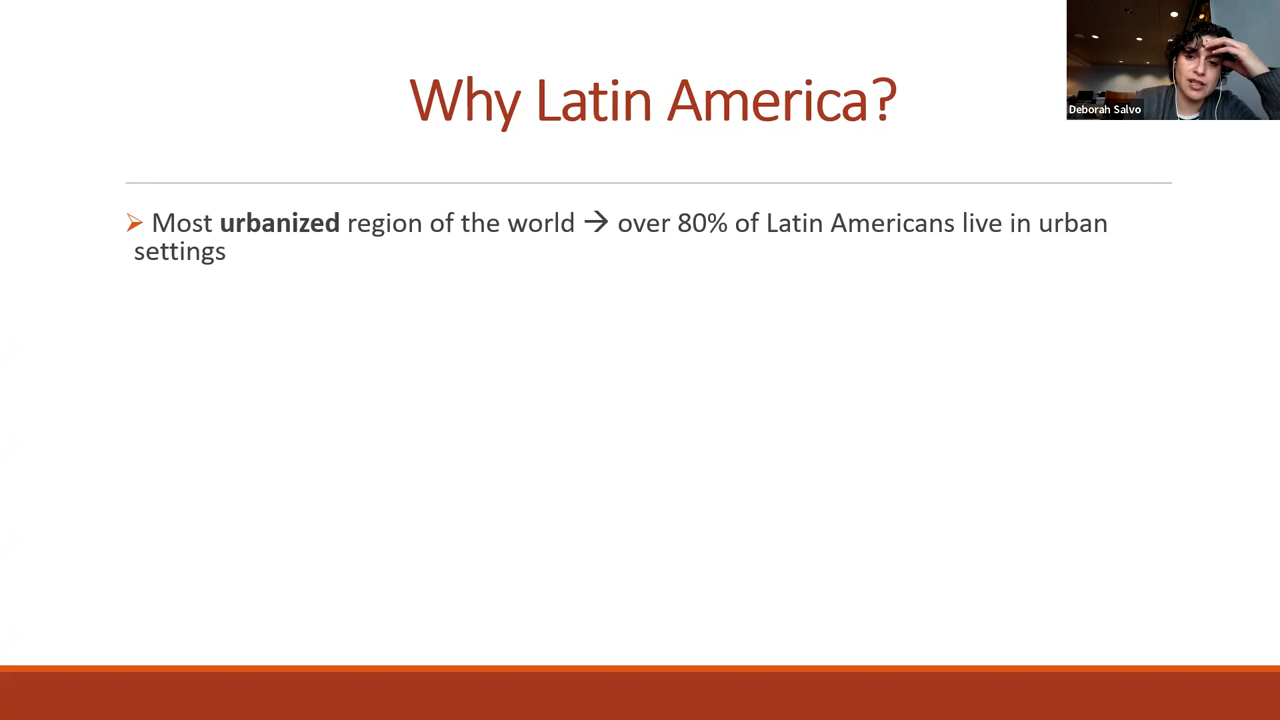 Why Latin America?
Deborah Salvo
Most urbanized region of the world → over 80% of Latin Americans live in urban
settings